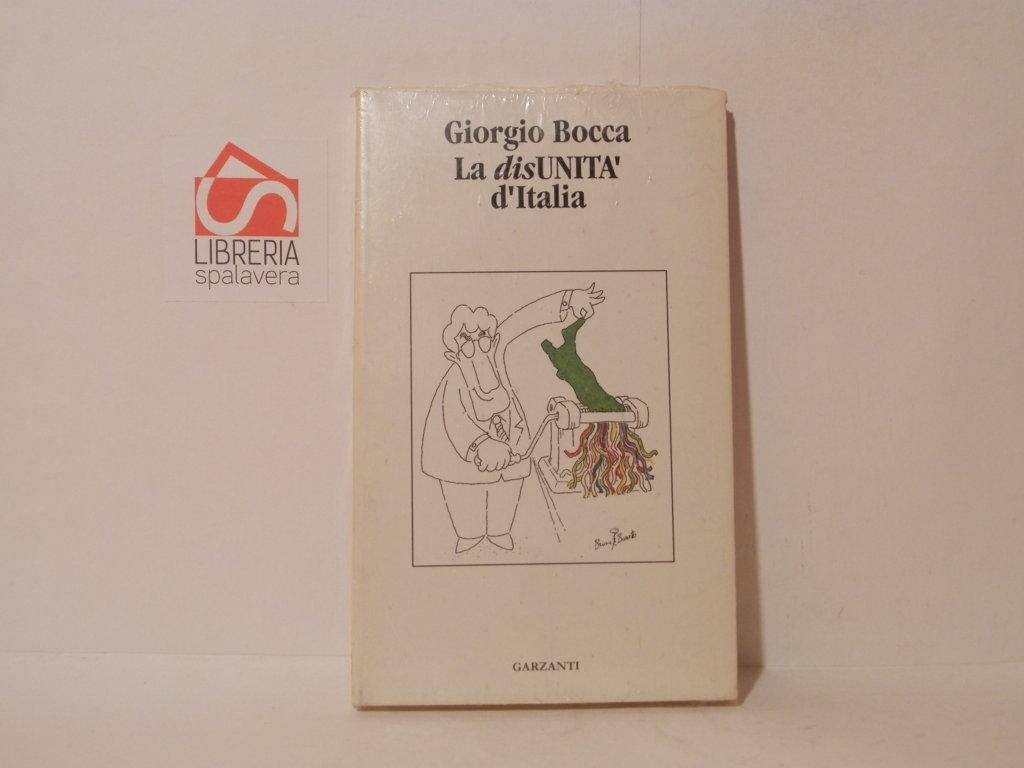 Giorgio Bocca
La disUNITA'
d'Italia
LIBRERIA
spalavera
GARZANTI